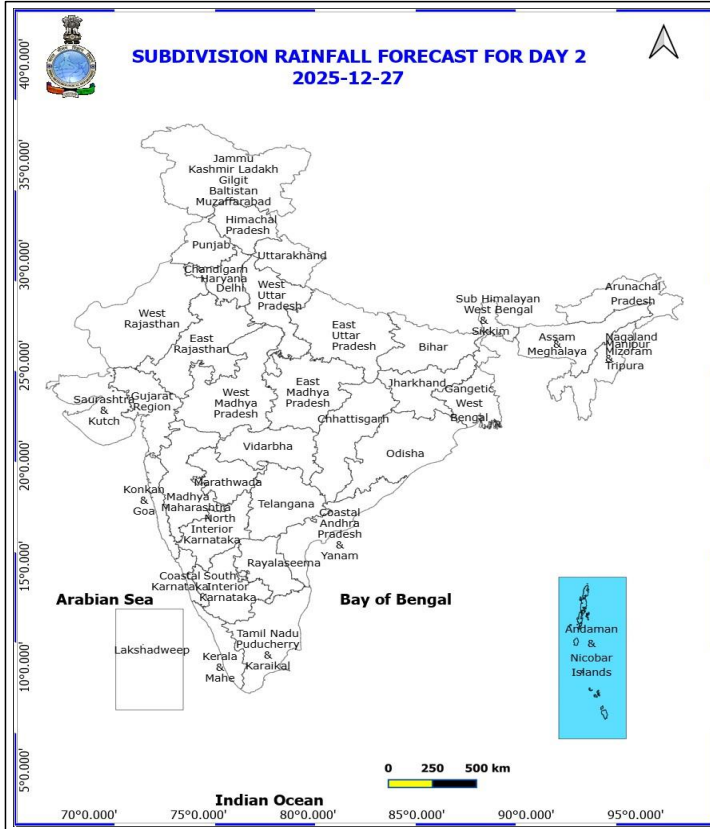 SUBDIVISION RAINFALL FORECAST FOR DAY 2
2025-12-27
40°0.000'
35°0.000'
30°0.000'
25°0.000'
20°0.000'
15°0.000'
10°0.000'
5°0.000'
Jammu
Kashmir Ladakh
Gilgit
Baltistan
Muzaffarabad
Himachal
Pradesh
Punjab
Uttarakhand
Chandigarh
Haryana
Delhi
West
Uttar
Pradesh
West
Rajasthan
East
Rajasthan
East
Uttar
Pradesh
Bihar
Sub Himalayan
West Bengal
&
Sikkim
Arunachal
Pradesh
Assam
&
Meghalaya
Nagaland
Manipur
Mizoram
&
Tripura
Saurashtra
&
Kutch
Gujarat
Region
West
Madhya
Pradesh
East
Madhya
Pradesh
Jharkhand
Gangetic
West
Bengal
Chhattisgarh
Odisha
Vidarbha
Konkan
&
Goa
Madhya
Maharashtra
Marathwada
Telangana
North
Interior
Karnataka
Coastal
Andhra
Pradesh
&
Yanam
Rayalaseema
Coastal
Karnataka
South
Interior
Karnataka
Arabian Sea
Bay of Bengal
Lakshadweep
Kerala
&
Mahe
Tamil Nadu
Puducherry
&
Karaikal
Andaman
&
Nicobar
Islands
0 250 500 km
Indian Ocean
70°0.000' 75°0.000' 80°0.000' 85°0.000' 90°0.000' 95°0.000'